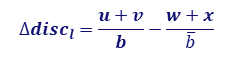 Δdisc_l = (u + v)/b − (w + x)/b̄